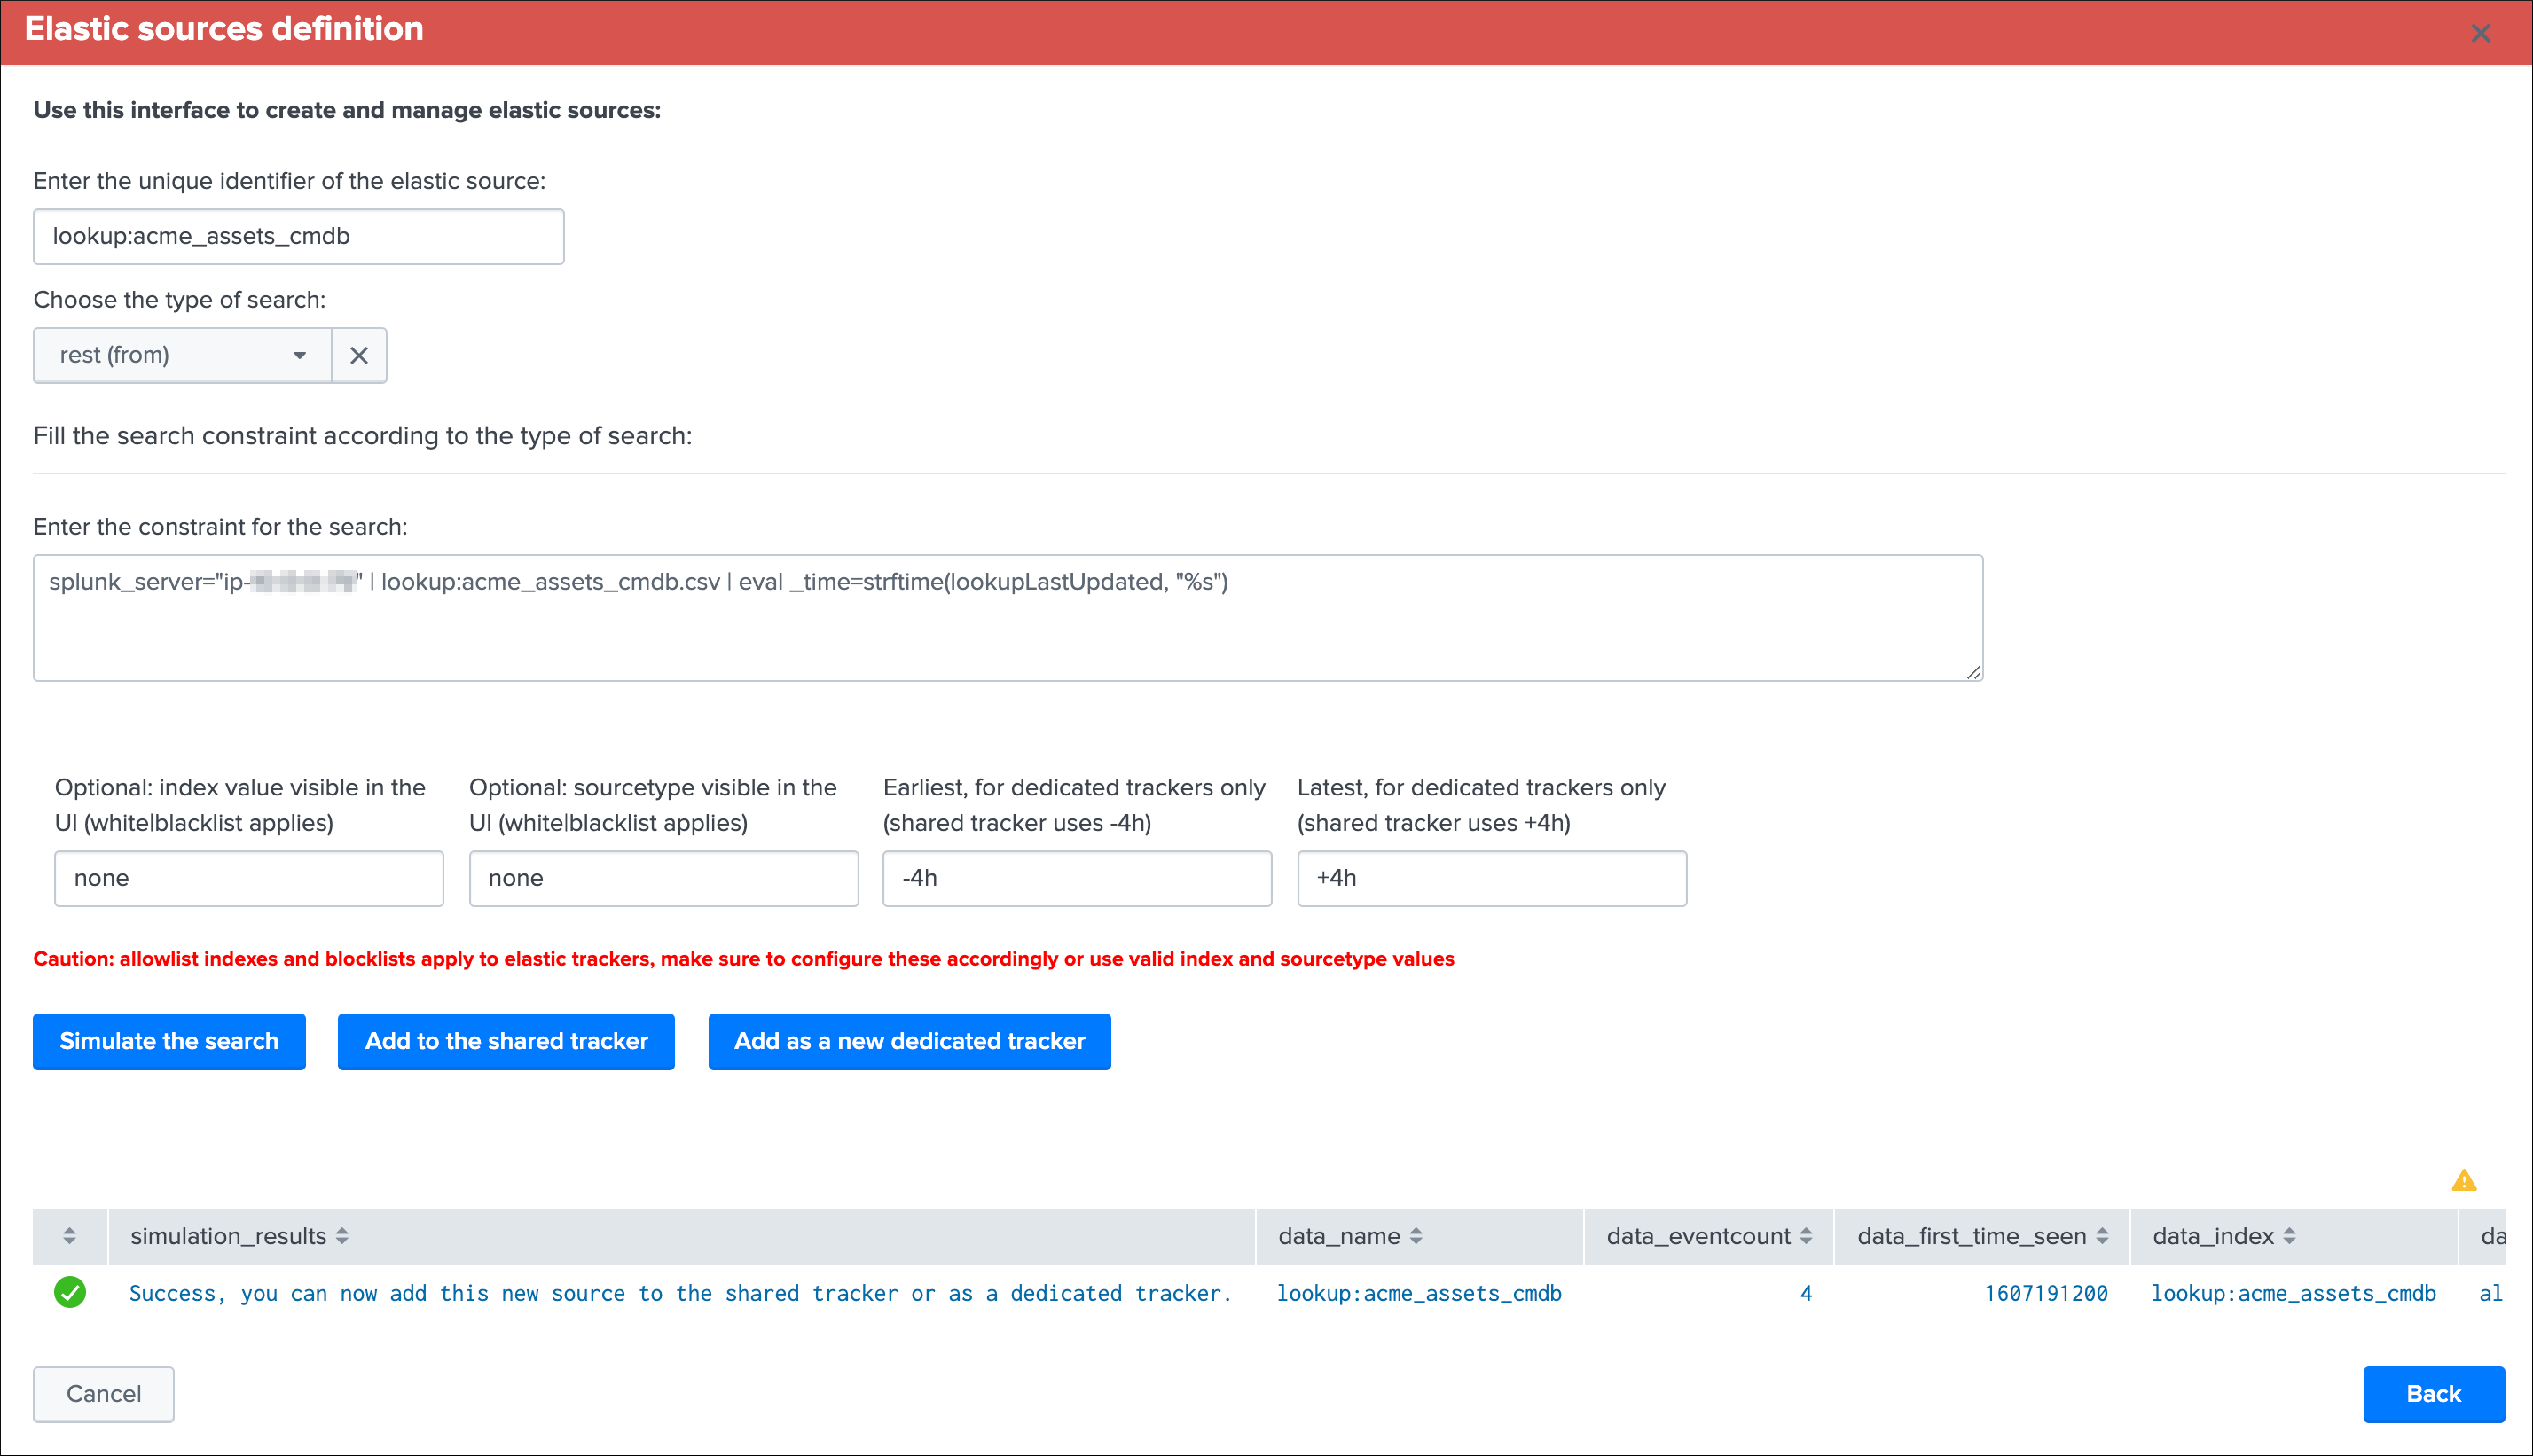 Elastic sources definition
Use this interface to create and manage elastic sources:
Enter the unique identifier of the elastic source:
lookup:acme_assets_cmdb
Choose the type of search:
rest (from)
Fill the search constraint according to the type of search:
Enter the constraint for the search:
splunk_server="ip-" | lookup:acme_assets_cmdb.csv | eval _time=strftime(lookupLastUpdated, "%s")
Optional: index value visible in the
UI (white|blacklist applies)
none
Optional: sourcetype visible in the
UI (white|blacklist applies)
none
Earliest, for dedicated trackers only
(shared tracker uses -4h)
-4h
Latest, for dedicated trackers only
(shared tracker uses +4h)
+4h
Caution: allowlist indexes and blocklists apply to elastic trackers, make sure to configure these accordingly or use valid index and sourcetype values
Simulate the search Add to the shared tracker Add as a new dedicated tracker
simulation_results data_name data_eventcount data_first_time_seen data_index da
Success, you can now add this new source to the shared tracker or as a dedicated tracker. lookup:acme_assets_cmdb 4 1607191200 lookup:acme_assets_cmdb al
Cancel Back